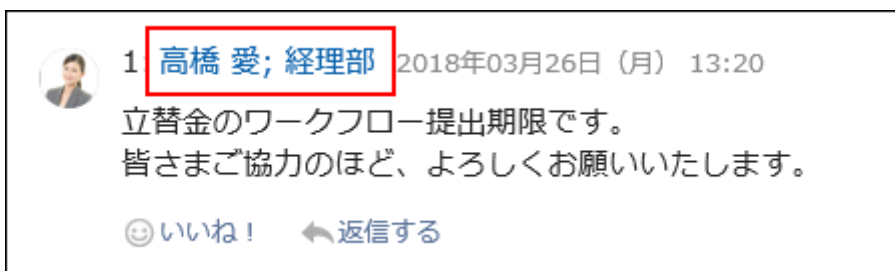 1 高橋 愛; 経理部 2018年03月26日（月） 13:20
立替金のワークフロー提出期限です。
皆さまご協力のほど、よろしくお願いいたします。
いいね！ 返信する